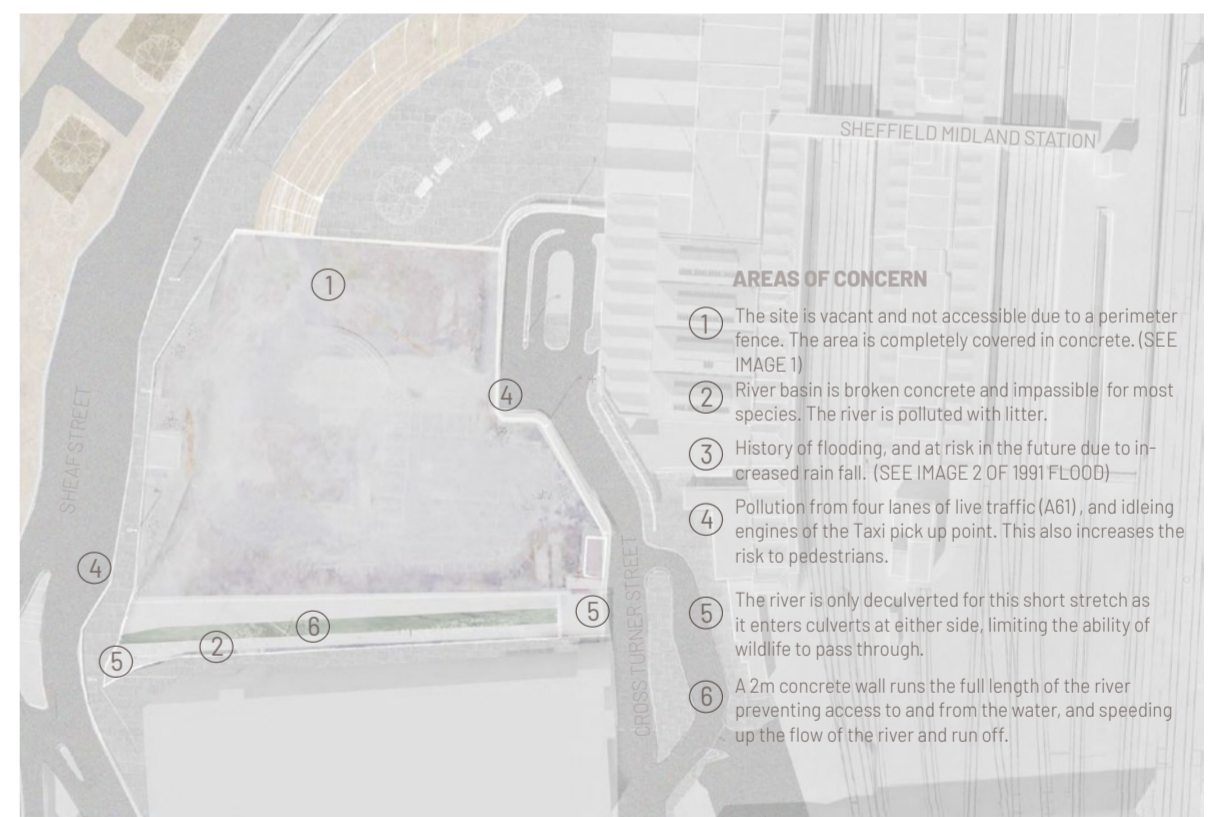 SHEFFIELD MIDLAND STATION
1
AREAS OF CONCERN
1 The site is vacant and not accessible due to a perimeter
fence. The area is completely covered in concrete. (SEE
IMAGE 1)
2 River basin is broken concrete and impassible for most
species. The river is polluted with litter.
3 History of flooding, and at risk in the future due to in-
creased rain fall. (SEE IMAGE 2 OF 1991 FLOOD)
4 Pollution from four lanes of live traffic (A61) , and idleing
engines of the Taxi pick up point. This also increases the
risk to pedestrians.
5 The river is only deculverted for this short stretch as
it enters culverts at either side, limiting the ability of
wildlife to pass through.
6 A 2m concrete wall runs the full length of the river
preventing access to and from the water, and speeding
up the flow of the river and run off.
4
SHEAF STREET
4
5
2
6
5
CROSS TURNER STREET